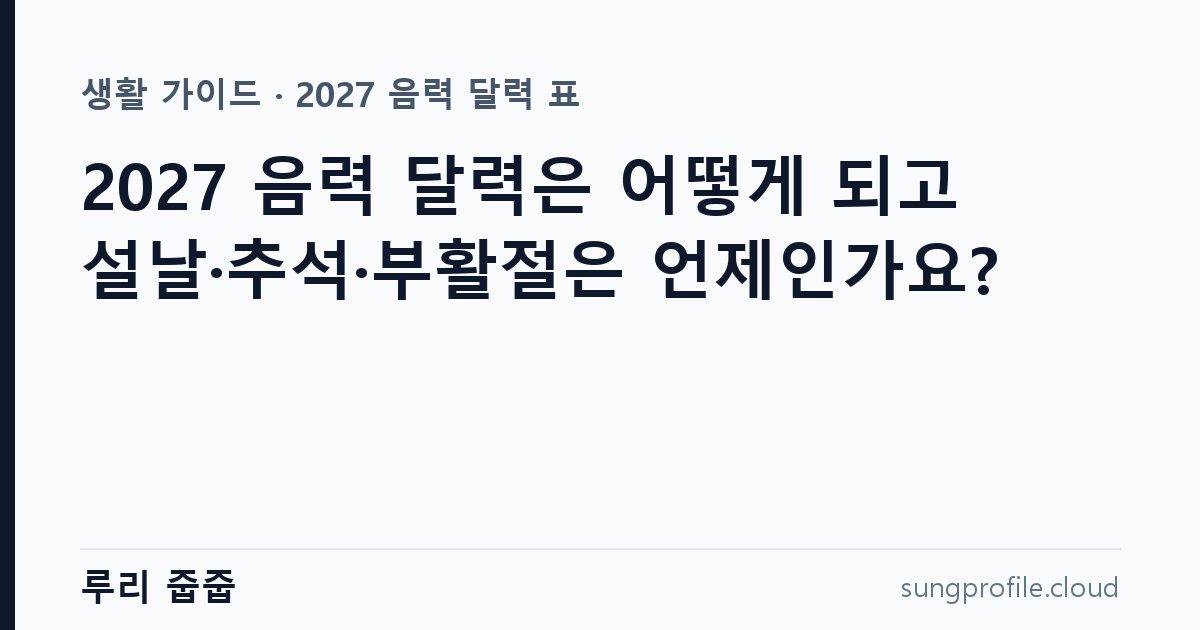 생활 가이드 · 2027 음력 달력 표
2027 음력 달력은 어떻게 되고
설날·추석·부활절은 언제인가요?
루리 줍줍
sungprofile.cloud